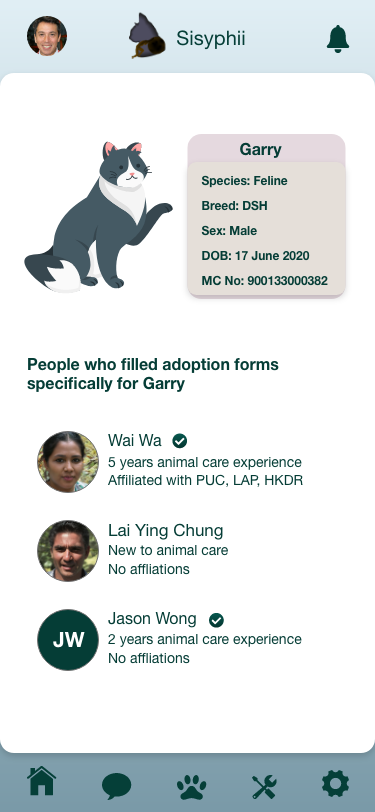 Sisyphii
Garry
Species: Feline
Breed: DSH
Sex: Male
DOB: 17 June 2020
MC No: 900133000382
People who filled adoption forms
specifically for Garry
Wai Wa
5 years animal care experience
Affiliated with PUC, LAP, HKDR
Lai Ying Chung
New to animal care
No affliations
JW
Jason Wong
2 years animal care experience
No affliations